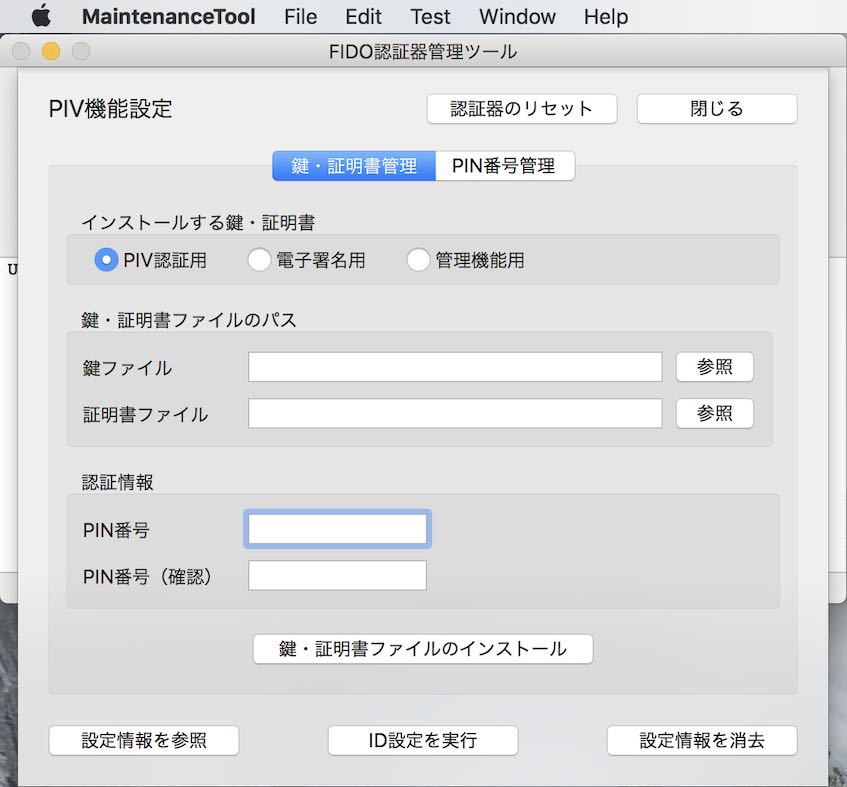 MaintenanceTool File Edit Test Window Help
FIDO認証器管理ツール
PIV機能設定 認証器のリセット 閉じる
鍵・証明書管理 PIN番号管理
インストールする鍵・証明書
PIV認証用 電子署名用 管理機能用
U
鍵・証明書ファイルのパス
鍵ファイル 参照
証明書ファイル 参照
認証情報
PIN番号
PIN番号（確認）
鍵・証明書ファイルのインストール
設定情報を参照 ID設定を実行 設定情報を消去